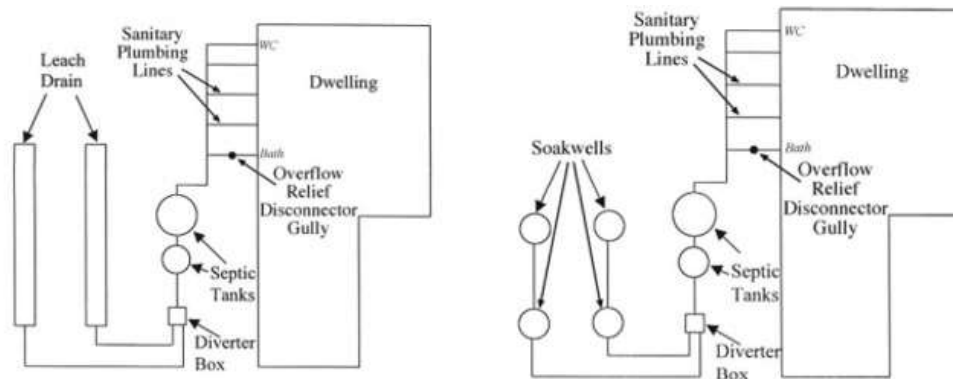 Leach
Drain
Sanitary
Plumbing
Lines
WC
Dwelling
Bath
Overflow
Relief
Disconnector
Gully
Septic
Tanks
Diverter
Box
Sanitary
Plumbing
Lines
WC
Dwelling
Soakwells
Bath
Overflow
Relief
Disconnector
Gully
Septic
Tanks
Diverter
Box